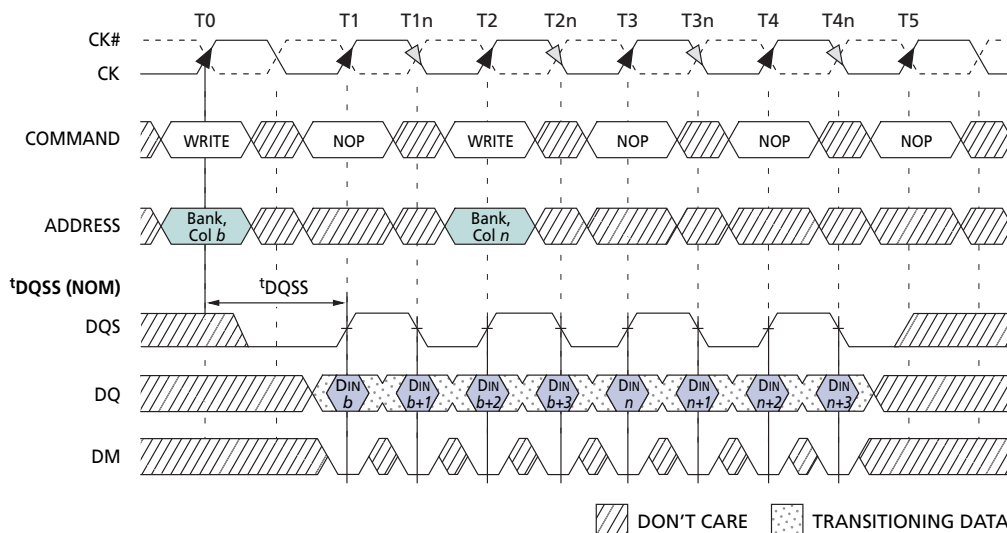 T0 T1 T1n T2 T2n T3 T3n T4 T4n T5
CK#
CK
COMMAND WRITE NOP WRITE NOP NOP NOP
ADDRESS Bank, Col b Bank, Col n
tDQSS (NOM) tDQSS
DQS
DQ DIN b DIN b+1 DIN b+2 DIN b+3 DIN n DIN n+1 DIN n+2 DIN n+3
DM
DON'T CARE TRANSITIONING DATA